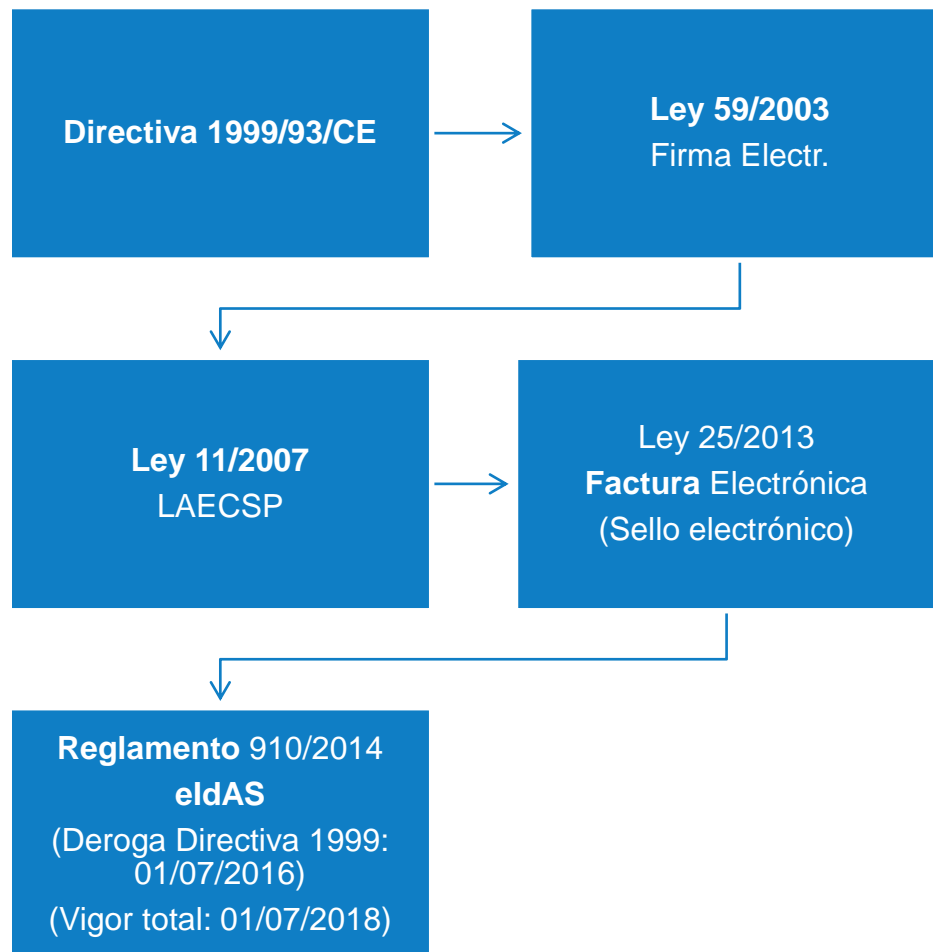 Directiva 1999/93/CE
Ley 59/2003
Firma Electr.
Ley 11/2007
LAECSP
Ley 25/2013
Factura Electrónica
(Sello electrónico)
Reglamento 910/2014
eIdAS
(Deroga Directiva 1999:
01/07/2016)
(Vigor total: 01/07/2018)